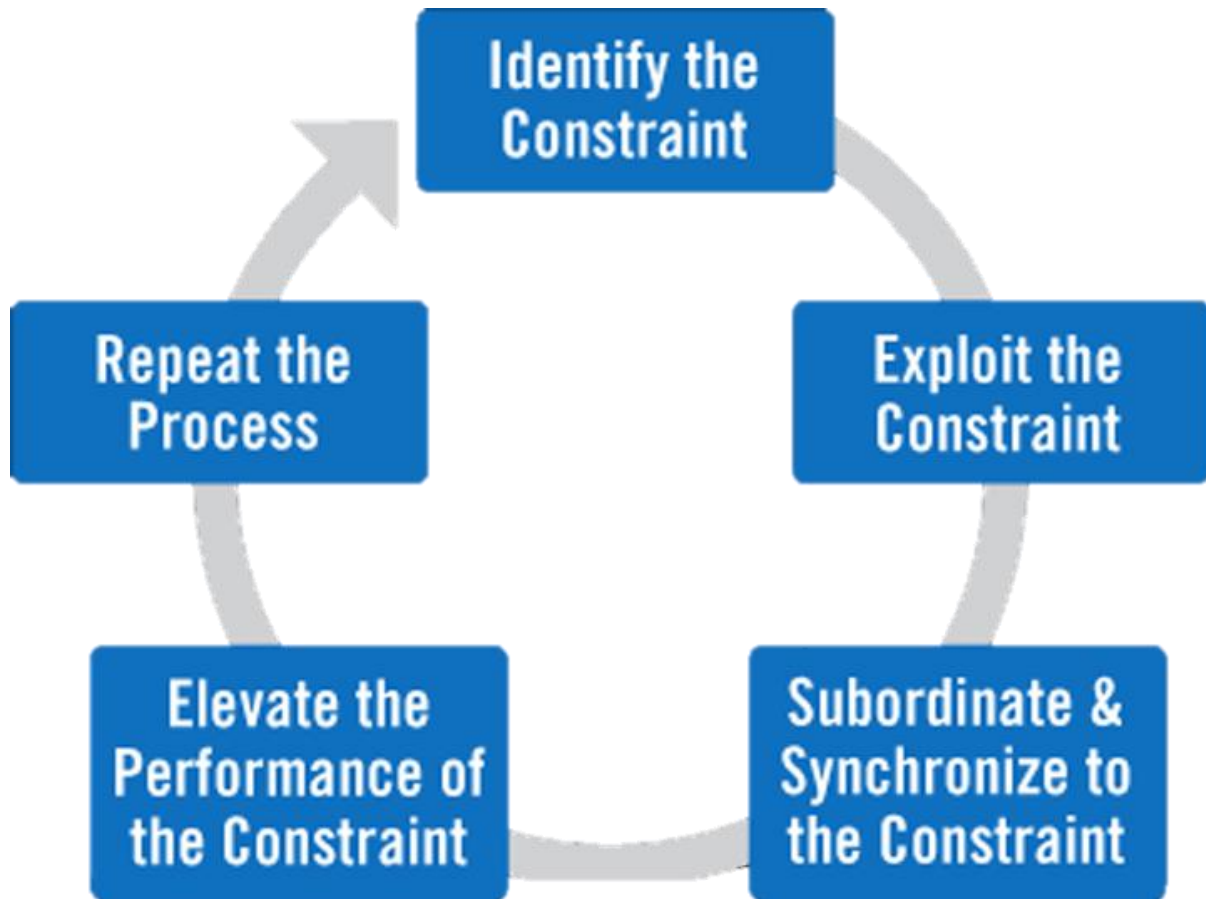 Identify the
Constraint
Exploit the
Constraint
Subordinate &
Synchronize to
the Constraint
Elevate the
Performance of
the Constraint
Repeat the
Process